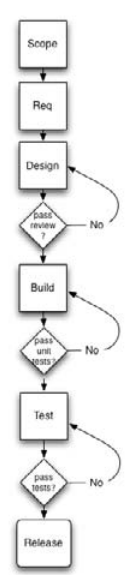 Scope
Req
Design
pass
review
?
No
Build
pass
unit
tests?
No
Test
pass
tests?
No
Release